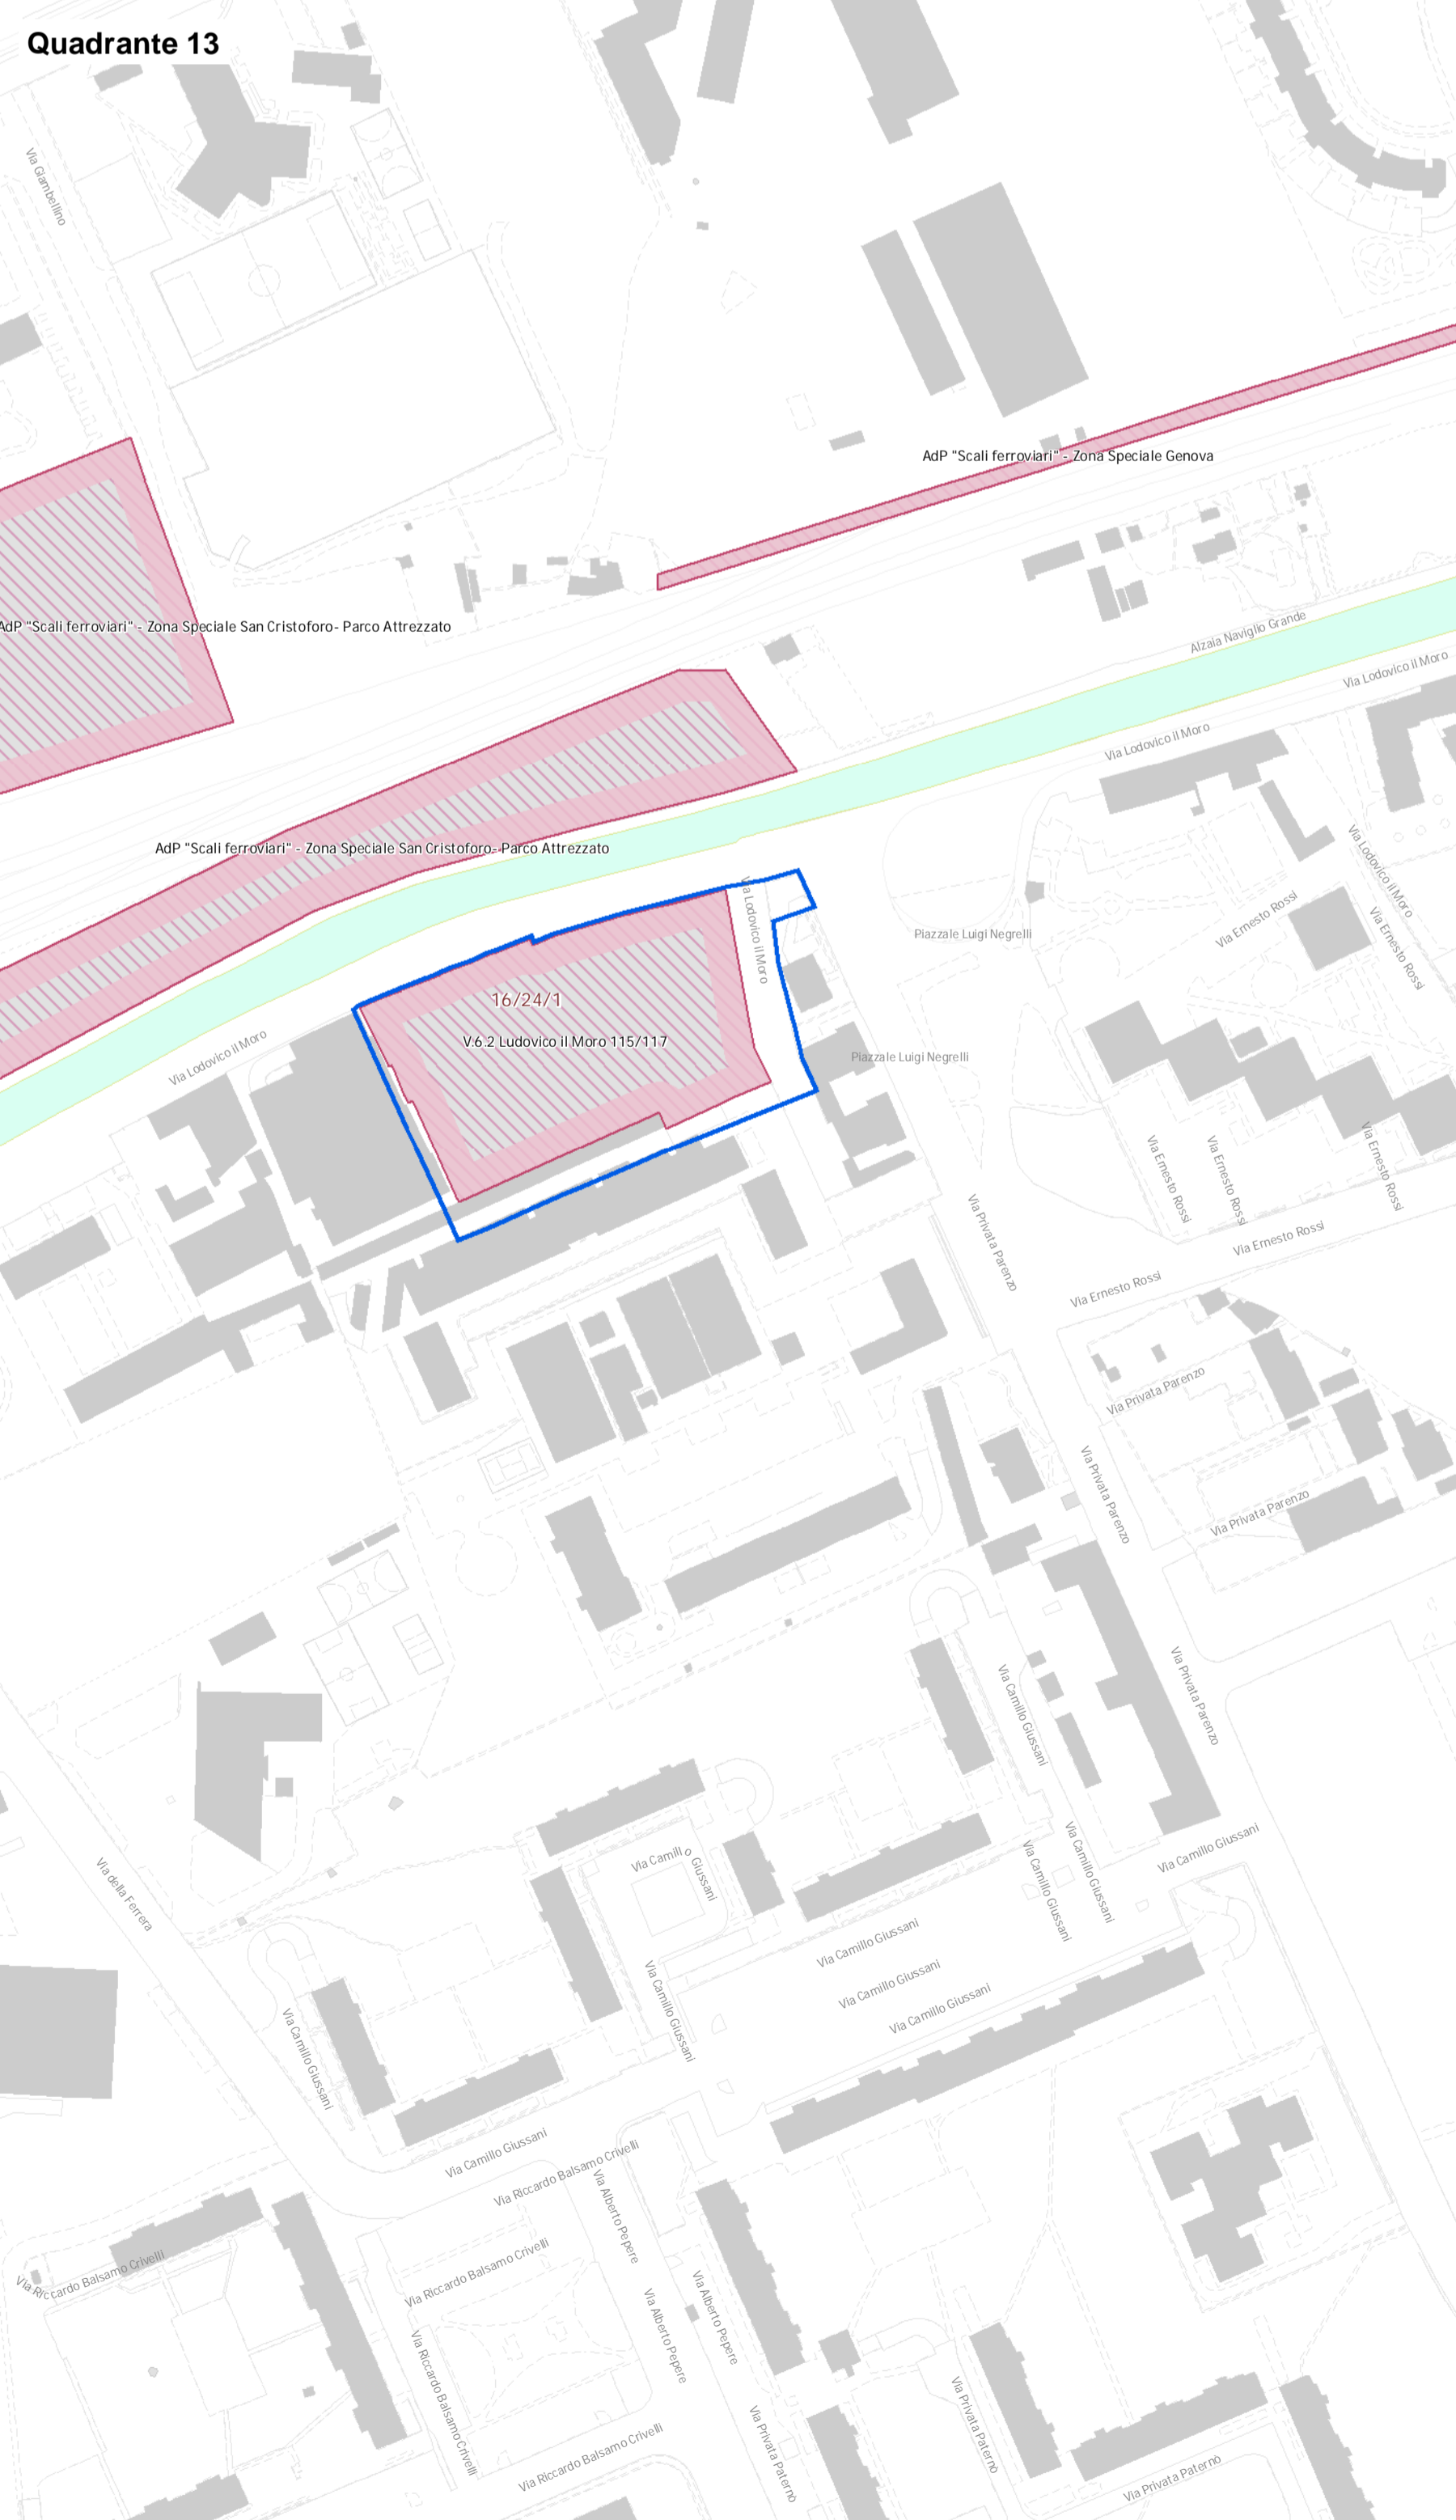 Quadrante 13
Via Giambellino
AdP "Scali ferroviari" - Zona Speciale Genova
AdP "Scali ferroviari" - Zona Speciale San Cristoforo- Parco Attrezzato
Alzaia Naviglio Grande
Via Lodovico il Moro
Via Lodovico il Moro
AdP "Scali ferroviari" - Zona Speciale San Cristoforo- Parco Attrezzato
Via Lodovico il Moro
Via Lodovico il Moro
Via Ernesto Rossi
Via Ernesto Rossi
Piazzale Luigi Negrelli
16/24/1
V.6.2 Ludovico il Moro 115/117
Via Lodovico il Moro
Piazzale Luigi Negrelli
Via Ernesto Rossi
Via Ernesto Rossi
Via Ernesto Rossi
Via Privata Parenzo
Via Ernesto Rossi
Via Ernesto Rossi
Via Privata Parenzo
Via Privata Parenzo
Via Privata Parenzo
Via Privata Parenzo
Via Camillo Giussani
Via Camillo Giussani
Via Camillo Giussani
Via Camillo Giussani
Via Camillo Giussani
Via della Ferrera
Via Camillo Giussani
Via Camillo Giussani
Via Camillo Giussani
Via Camillo Giussani
Via Camillo Giussani
Via Camillo Giussani
Via Riccardo Balsamo Crivelli
Via Alberto Pepere
Via Riccardo Balsamo Crivelli
Via Riccardo Balsamo Crivelli
Via Alberto Pepere
Via Alberto Pepere
Via Riccardo Balsamo Crivelli
Via Privata Paternò
Via Privata Paternò
Via Riccardo Balsamo Crivelli
Via Privata Paternò